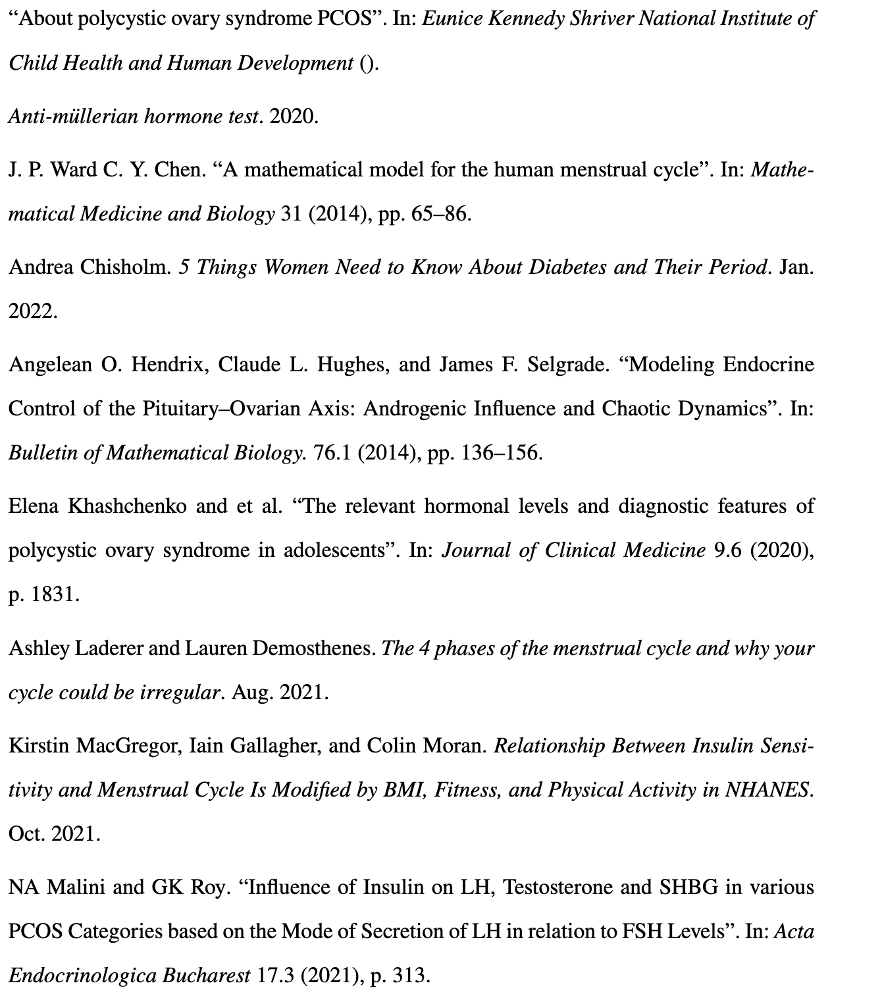 “About polycystic ovary syndrome PCOS”. In: Eunice Kennedy Shriver National Institute of
Child Health and Human Development ().
Anti-müllerian hormone test. 2020.
J. P. Ward C. Y. Chen. “A mathematical model for the human menstrual cycle”. In: Mathe-
matical Medicine and Biology 31 (2014), pp. 65–86.
Andrea Chisholm. 5 Things Women Need to Know About Diabetes and Their Period. Jan.
2022.
Angelean O. Hendrix, Claude L. Hughes, and James F. Selgrade. “Modeling Endocrine
Control of the Pituitary–Ovarian Axis: Androgenic Influence and Chaotic Dynamics”. In:
Bulletin of Mathematical Biology. 76.1 (2014), pp. 136–156.
Elena Khashchenko and et al. “The relevant hormonal levels and diagnostic features of
polycystic ovary syndrome in adolescents”. In: Journal of Clinical Medicine 9.6 (2020),
p. 1831.
Ashley Laderer and Lauren Demosthenes. The 4 phases of the menstrual cycle and why your
cycle could be irregular. Aug. 2021.
Kirstin MacGregor, Iain Gallagher, and Colin Moran. Relationship Between Insulin Sensi-
tivity and Menstrual Cycle Is Modified by BMI, Fitness, and Physical Activity in NHANES.
Oct. 2021.
NA Malini and GK Roy. “Influence of Insulin on LH, Testosterone and SHBG in various
PCOS Categories based on the Mode of Secretion of LH in relation to FSH Levels”. In: Acta
Endocrinologica Bucharest 17.3 (2021), p. 313.